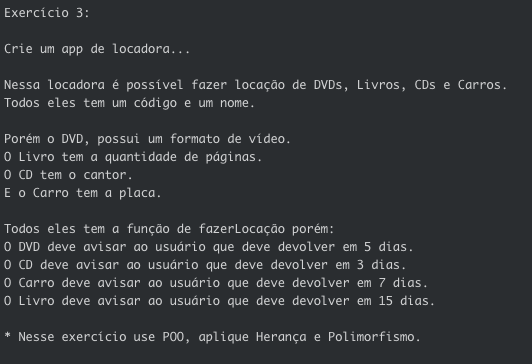 Exercício 3:
Crie um app de locadora...
Nessa locadora é possível fazer locação de DVDs, Livros, CDs e Carros.
Todos eles tem um código e um nome.
Porém o DVD, possui um formato de vídeo.
O Livro tem a quantidade de páginas.
O CD tem o cantor.
E o Carro tem a placa.
Todos eles tem a função de fazerLocação porém:
O DVD deve avisar ao usuário que deve devolver em 5 dias.
O CD deve avisar ao usuário que deve devolver em 3 dias.
O Carro deve avisar ao usuário que deve devolver em 7 dias.
O Livro deve avisar ao usuário que deve devolver em 15 dias.
* Nesse exercício use POO, aplique Herança e Polimorfismo.